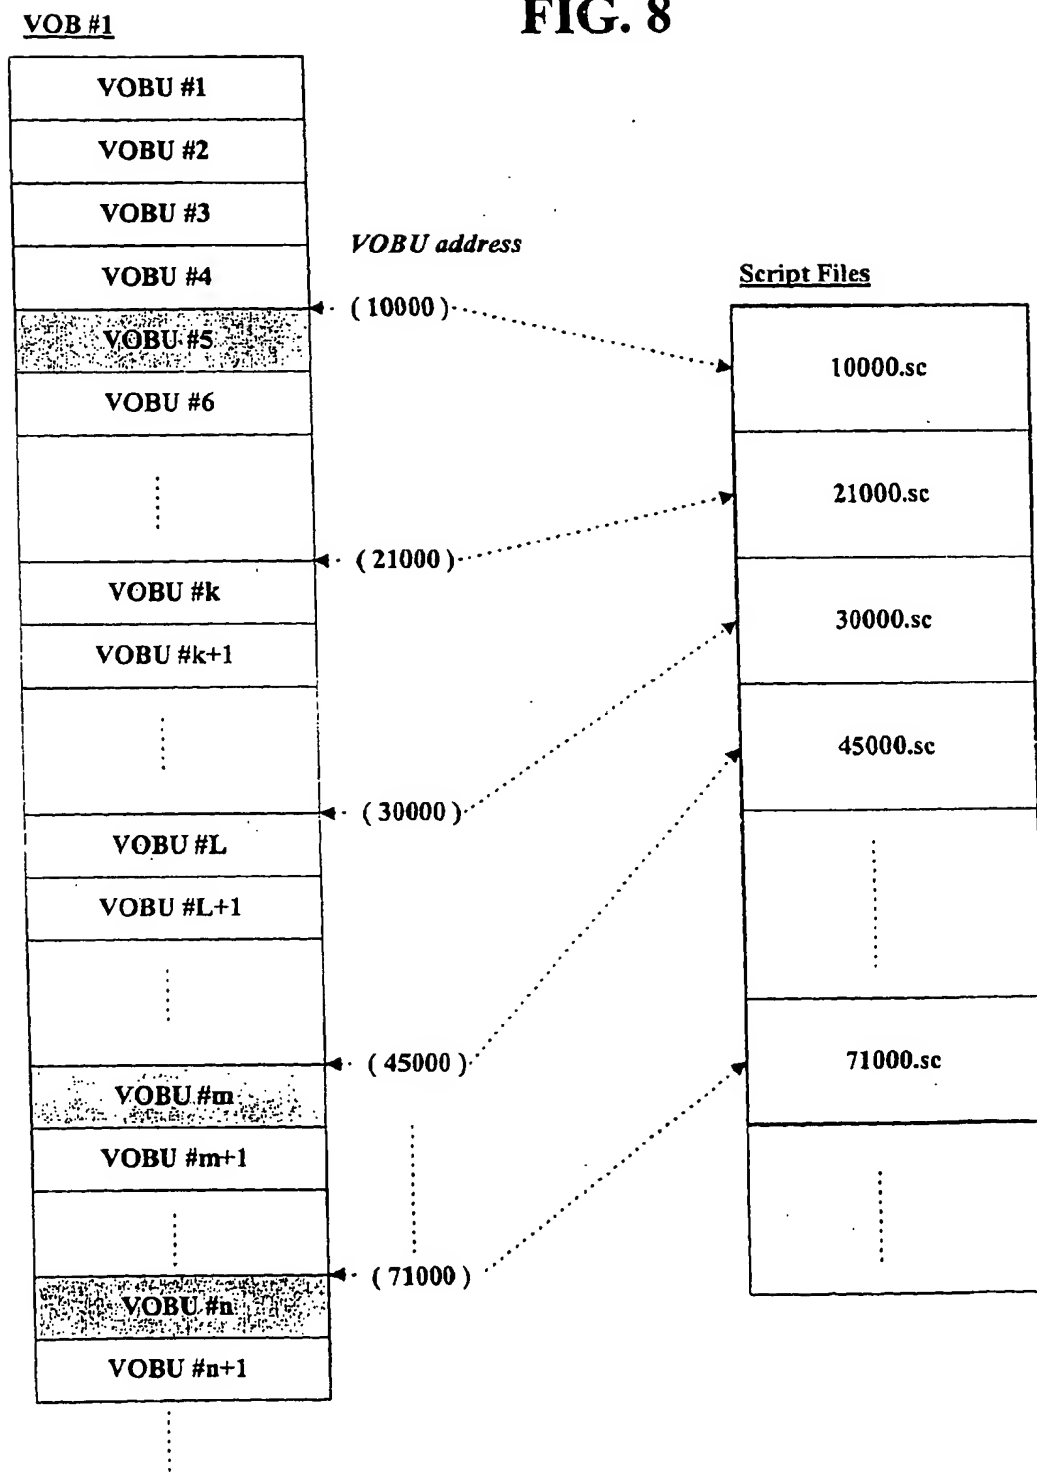 FIG. 8
VOB #1
VOBU #1
VOBU #2
VOBU #3
VOBU #4
VOBU #5
VOBU #6
VOBU #k
VOBU #k+1
VOBU #L
VOBU #L+1
VOBU #m
VOBU #m+1
VOBU #n
VOBU #n+1
VOBU address
( 10000 )
( 21000 )
( 30000 )
( 45000 )
( 71000 )
Script Files
10000.sc
21000.sc
30000.sc
45000.sc
71000.sc